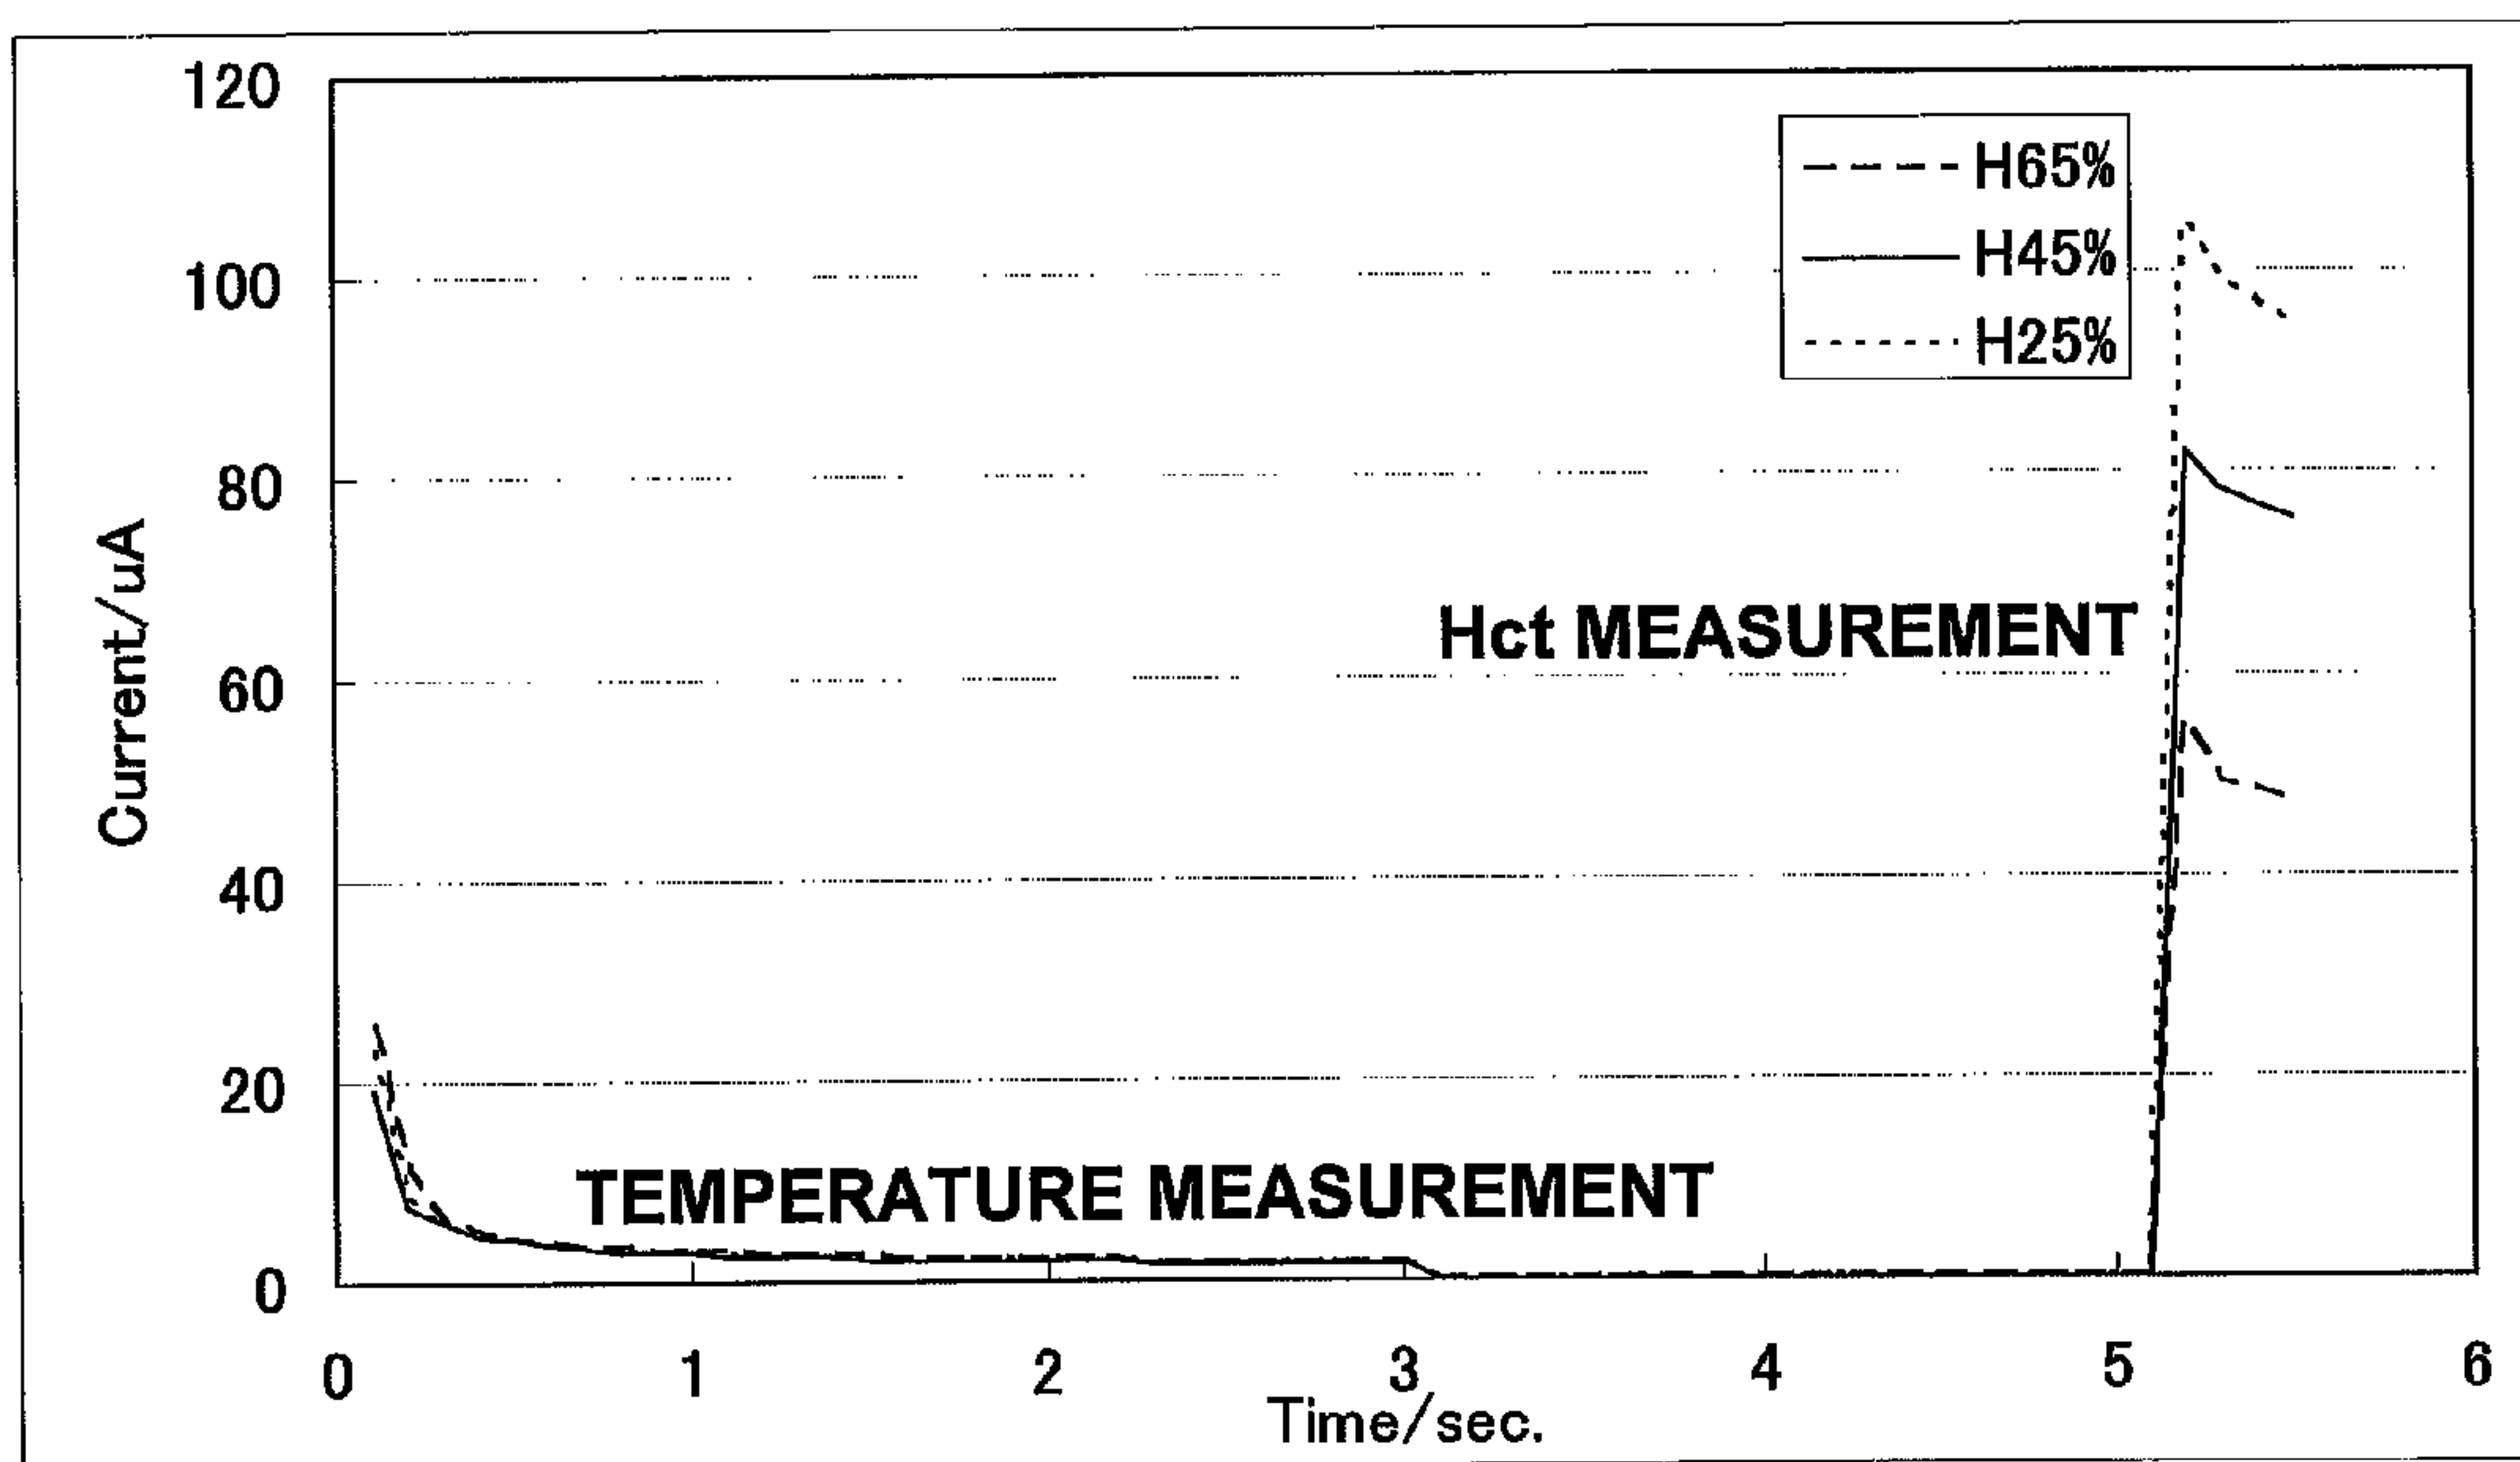 120
100
80
60
40
20
0
Current/uA
H65%
H45%
H25%
Hct MEASUREMENT
TEMPERATURE MEASUREMENT
0 1 2 3 4 5 6
Time/sec.